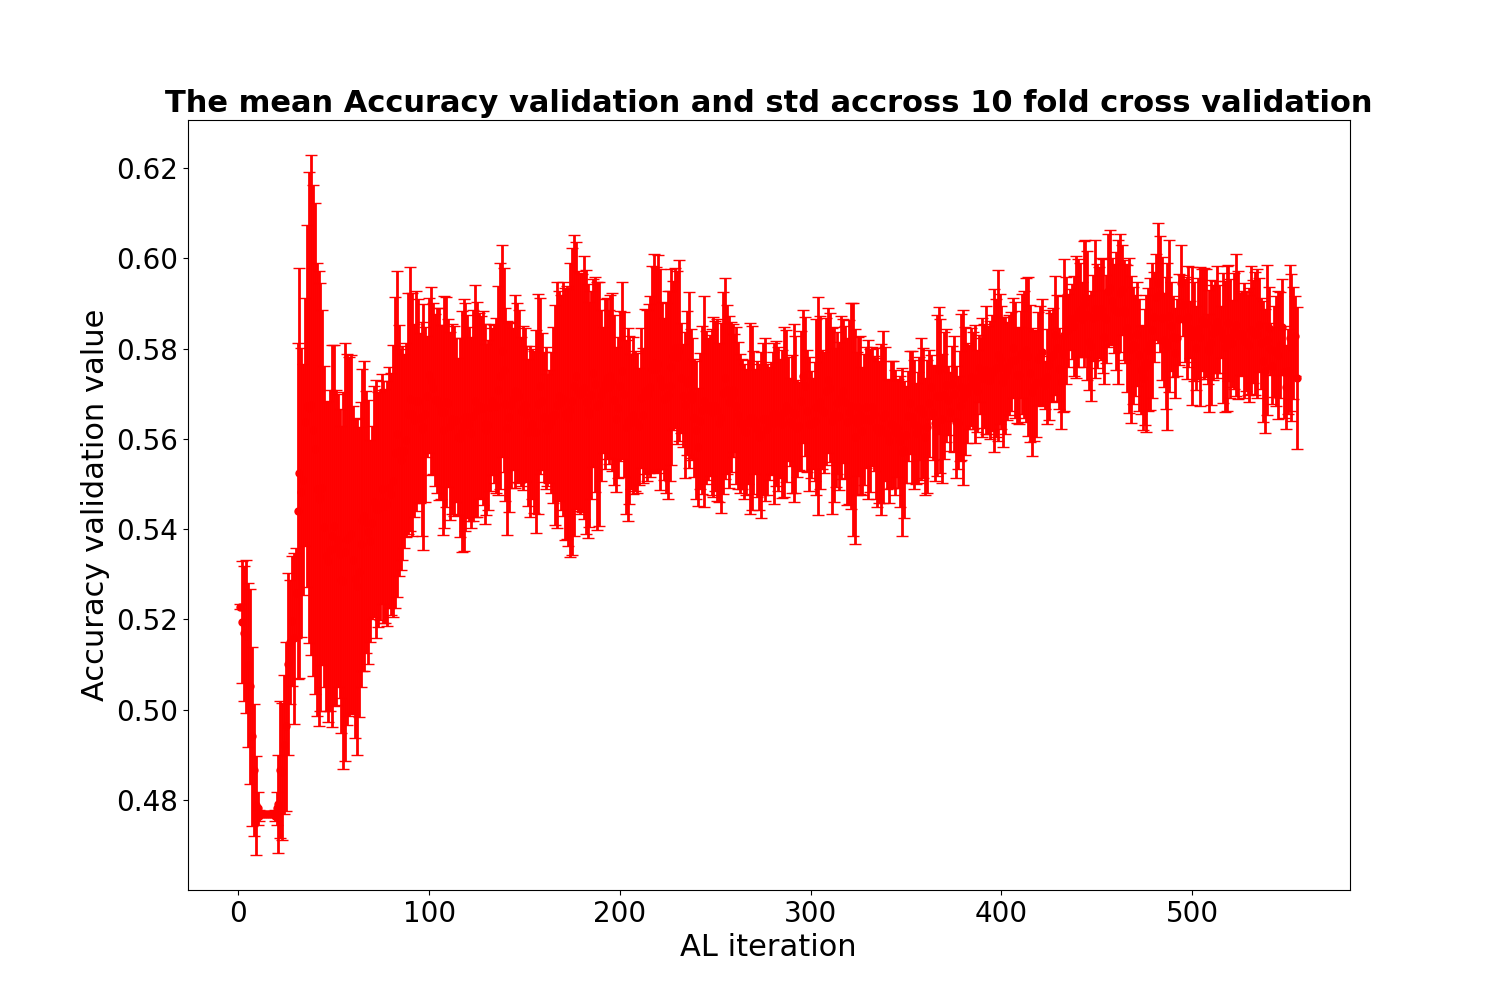 The mean Accuracy validation and std accross 10 fold cross validation
0.62
0.60
0.58
0.56
0.54
0.52
0.50
0.48
Accuracy validation value
0 100 200 300 400 500
AL iteration